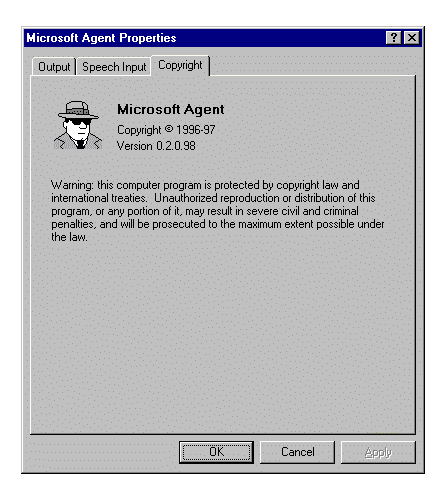 Microsoft Agent Properties
Output Speech Input Copyright
Microsoft Agent
Copyright © 1996-97
Version 0.2.0.98
Warning: this computer program is protected by copyright law and
international treaties. Unauthorized reproduction or distribution of this
program, or any portion of it, may result in severe civil and criminal
penalties, and will be prosecuted to the maximum extent possible under
the law.
OK Cancel Apply